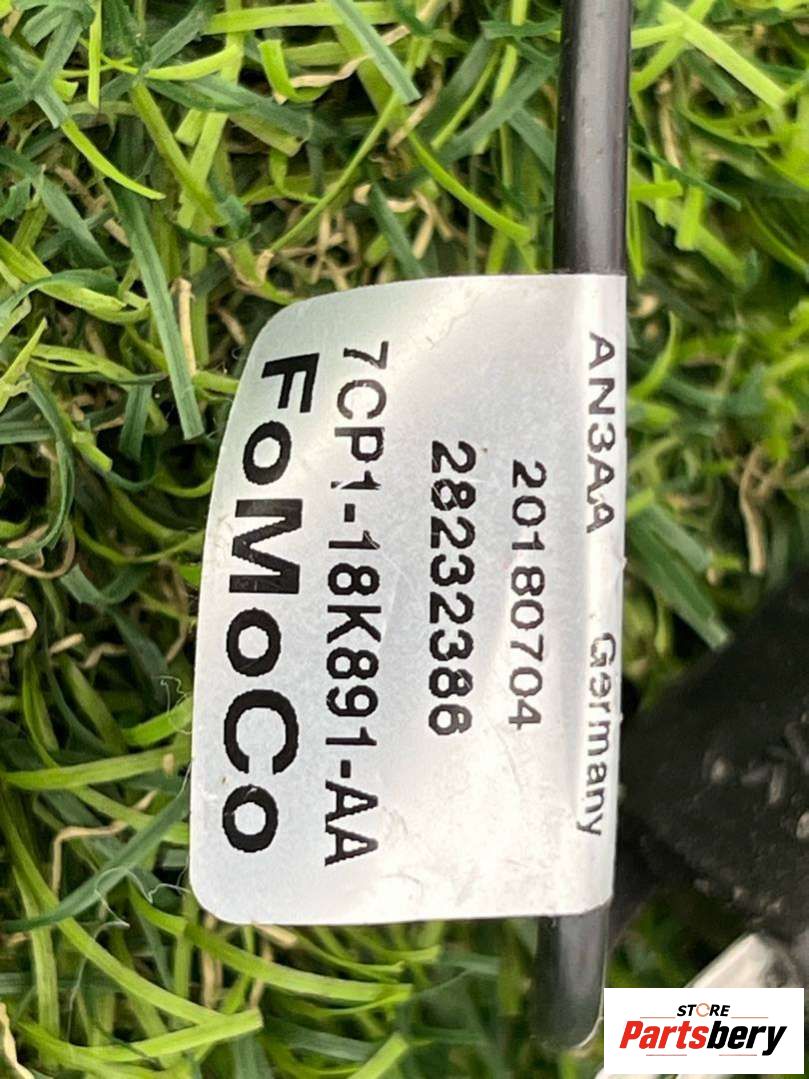 AN3AA Germany
20180704
28232386
7CP1-18K891-AA
FoMoCo
STORE
Partsbery